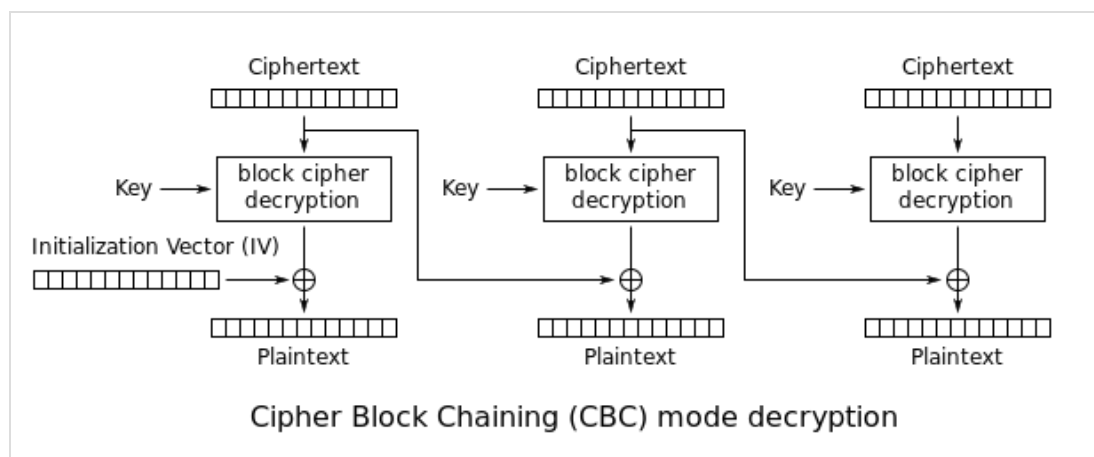 Ciphertext
Ciphertext
Ciphertext
Key
block cipher
decryption
Key
block cipher
decryption
Key
block cipher
decryption
Initialization Vector (IV)
Plaintext
Plaintext
Plaintext
Cipher Block Chaining (CBC) mode decryption